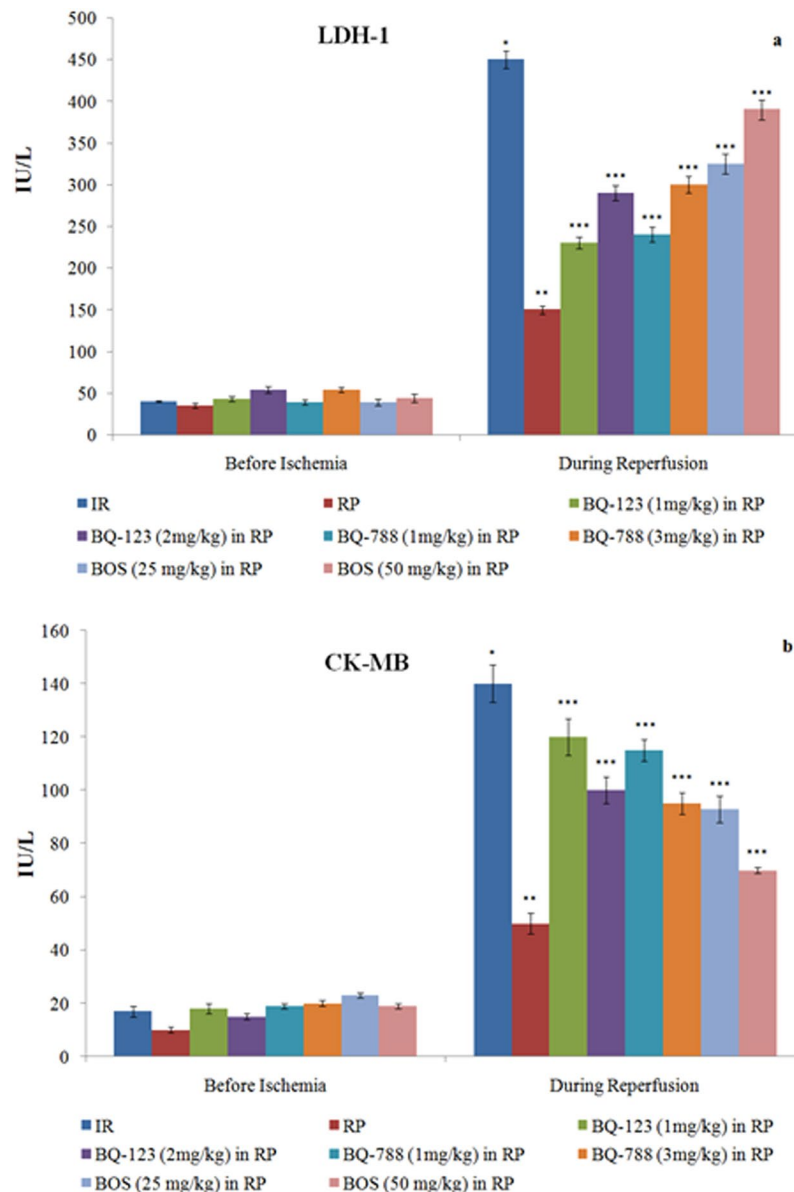 LDH-1
a
500
450
400
350
300
250
200
150
100
50
0
IU/L
*
**
***
***
***
***
***
***
Before Ischemia
During Reperfusion
IR
RP
BQ-123 (1mg/kg) in RP
BQ-123 (2mg/kg) in RP
BQ-788 (1mg/kg) in RP
BQ-788 (3mg/kg) in RP
BOS (25 mg/kg) in RP
BOS (50 mg/kg) in RP
CK-MB
b
160
140
120
100
80
60
40
20
0
IU/L
*
**
***
***
***
***
***
***
Before Ischemia
During Reperfusion
IR
RP
BQ-123 (1mg/kg) in RP
BQ-123 (2mg/kg) in RP
BQ-788 (1mg/kg) in RP
BQ-788 (3mg/kg) in RP
BOS (25 mg/kg) in RP
BOS (50 mg/kg) in RP